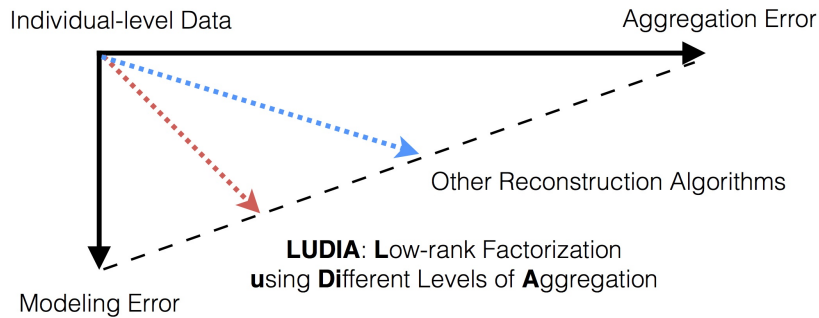 Individual-level Data
Aggregation Error
Other Reconstruction Algorithms
LUDIA: Low-rank Factorization
using Different Levels of Aggregation
Modeling Error